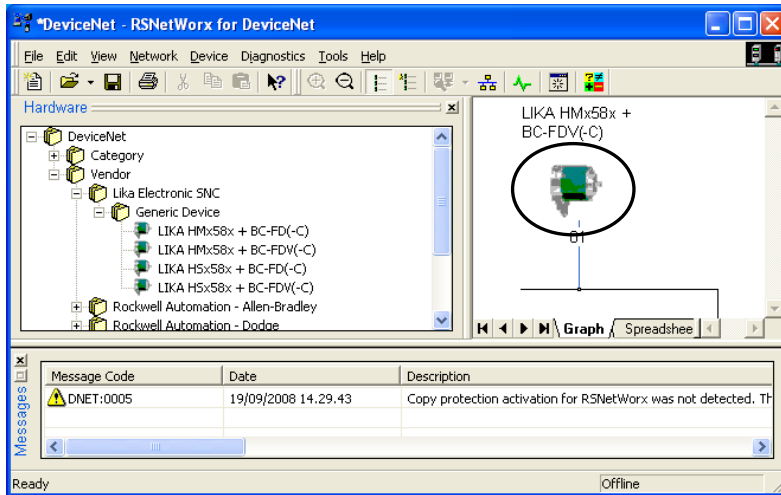 *DeviceNet - RSNetWorx for DeviceNet
File Edit View Network Device Diagnostics Tools Help
Hardware
DeviceNet
Category
Vendor
Lika Electronic SNC
Generic Device
LIKA HMx58x + BC-FD(-C)
LIKA HMx58x + BC-FDV(-C)
LIKA HSx58x + BC-FD(-C)
LIKA HSx58x + BC-FDV(-C)
Rockwell Automation - Allen-Bradley
Rockwell Automation - Dodge
LIKA HMx58x +
BC-FDV(-C)
01
Graph Spreadshee
Messages
Message Code Date Description
DNET:0005 19/09/2008 14.29.43 Copy protection activation for RSNetWorx was not detected. Th
Ready Offline